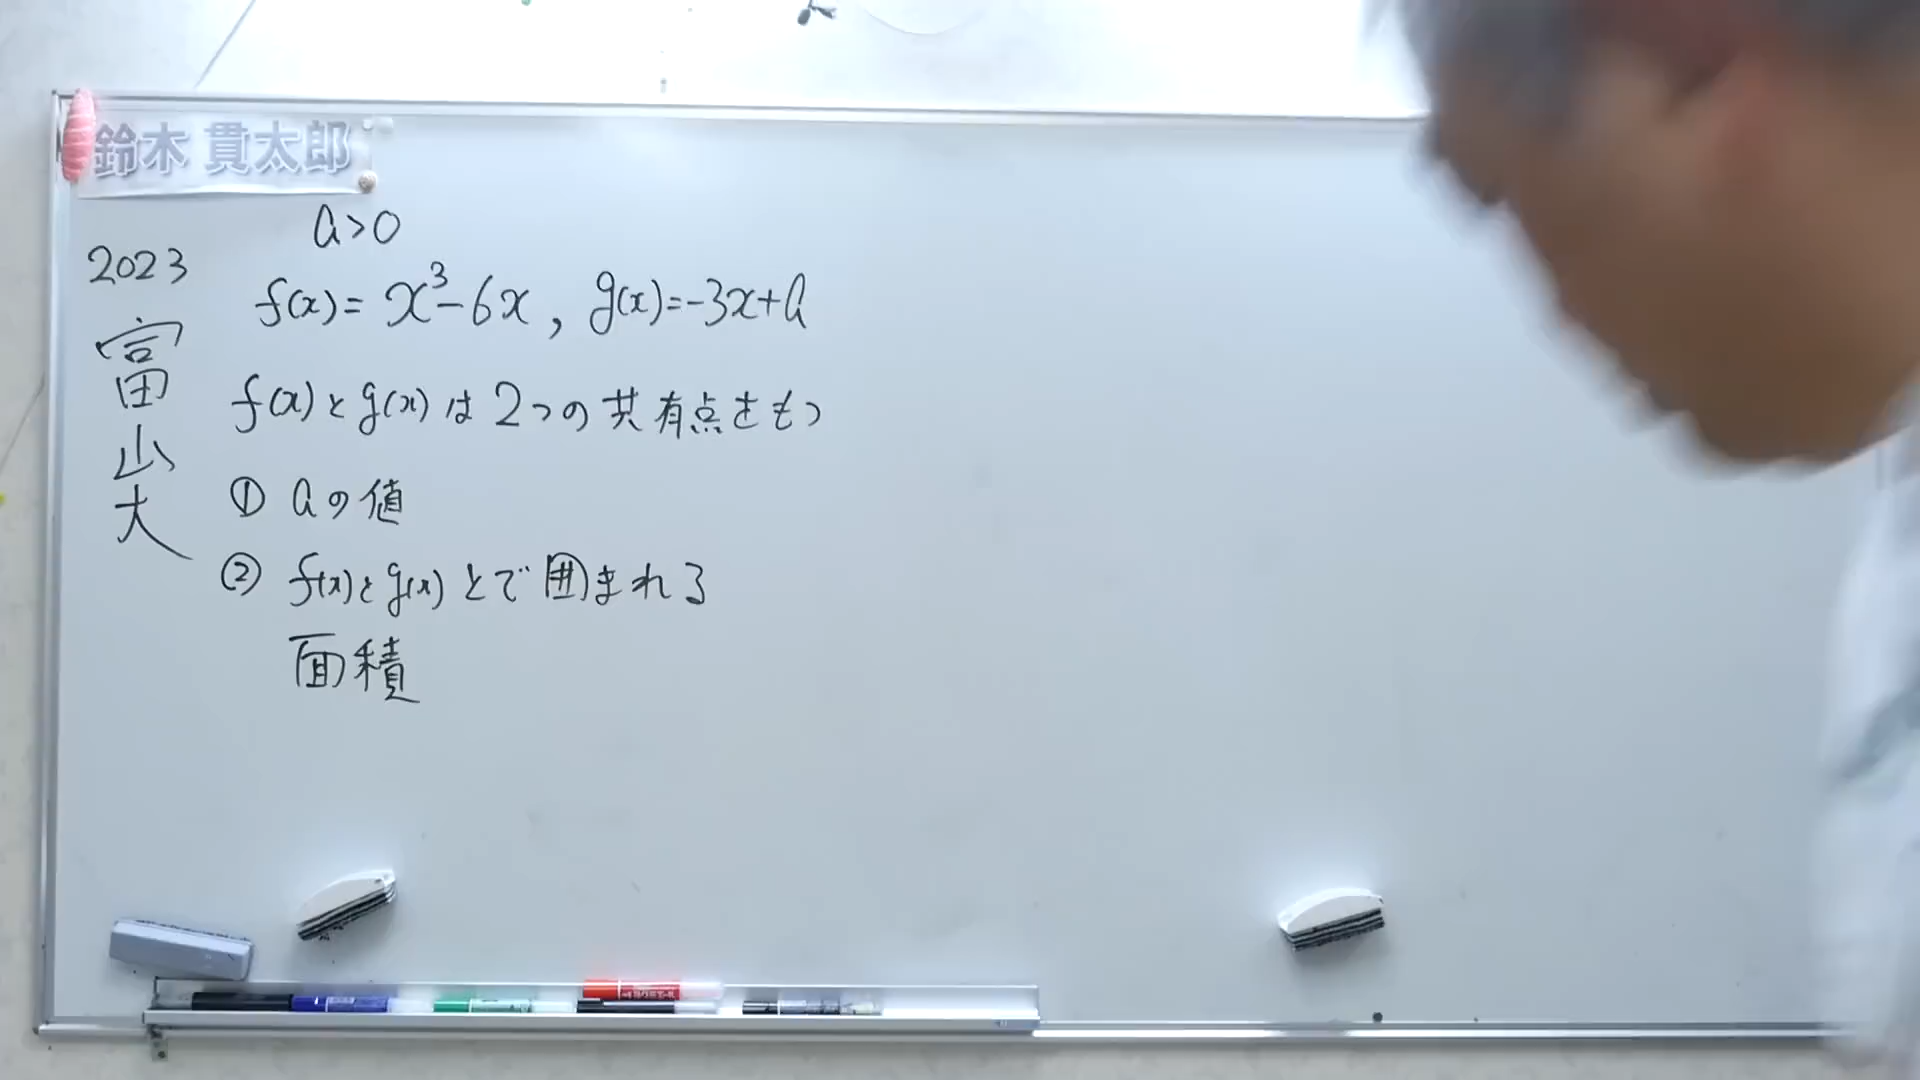 鈴木 貫太郎
2023
富山大
a>0
f(x)= x³-6x , g(x)=-3x+a
f(x)とg(x)は2つの共有点をもつ
① aの値
② f(x)とg(x)とで囲まれる
面積